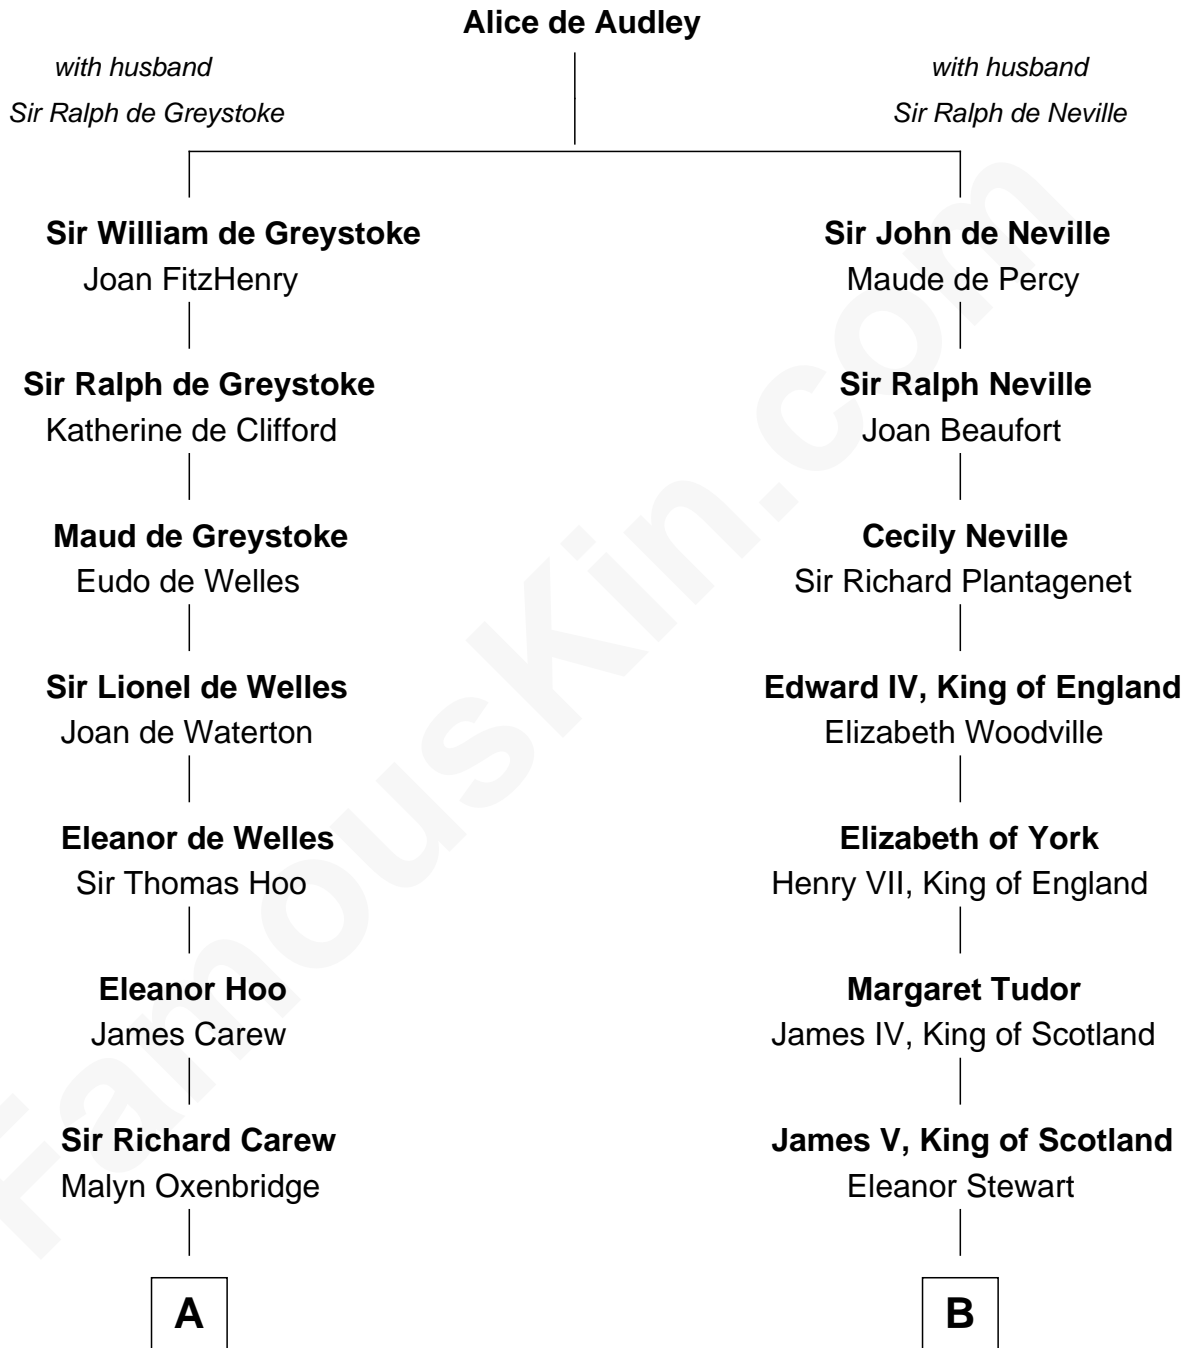 Alice de Audley
with husband
Sir Ralph de Greystoke
with husband
Sir Ralph de Neville
Sir William de Greystoke
Joan FitzHenry
Sir John de Neville
Maude de Percy
Sir Ralph de Greystoke
Katherine de Clifford
Sir Ralph Neville
Joan Beaufort
Maud de Greystoke
Eudo de Welles
Cecily Neville
Sir Richard Plantagenet
Sir Lionel de Welles
Joan de Waterton
Edward IV, King of England
Elizabeth Woodville
Eleanor de Welles
Sir Thomas Hoo
Elizabeth of York
Henry VII, King of England
Eleanor Hoo
James Carew
Margaret Tudor
James IV, King of Scotland
Sir Richard Carew
Malyn Oxenbridge
James V, King of Scotland
Eleanor Stewart
A
B
FamousKin.com